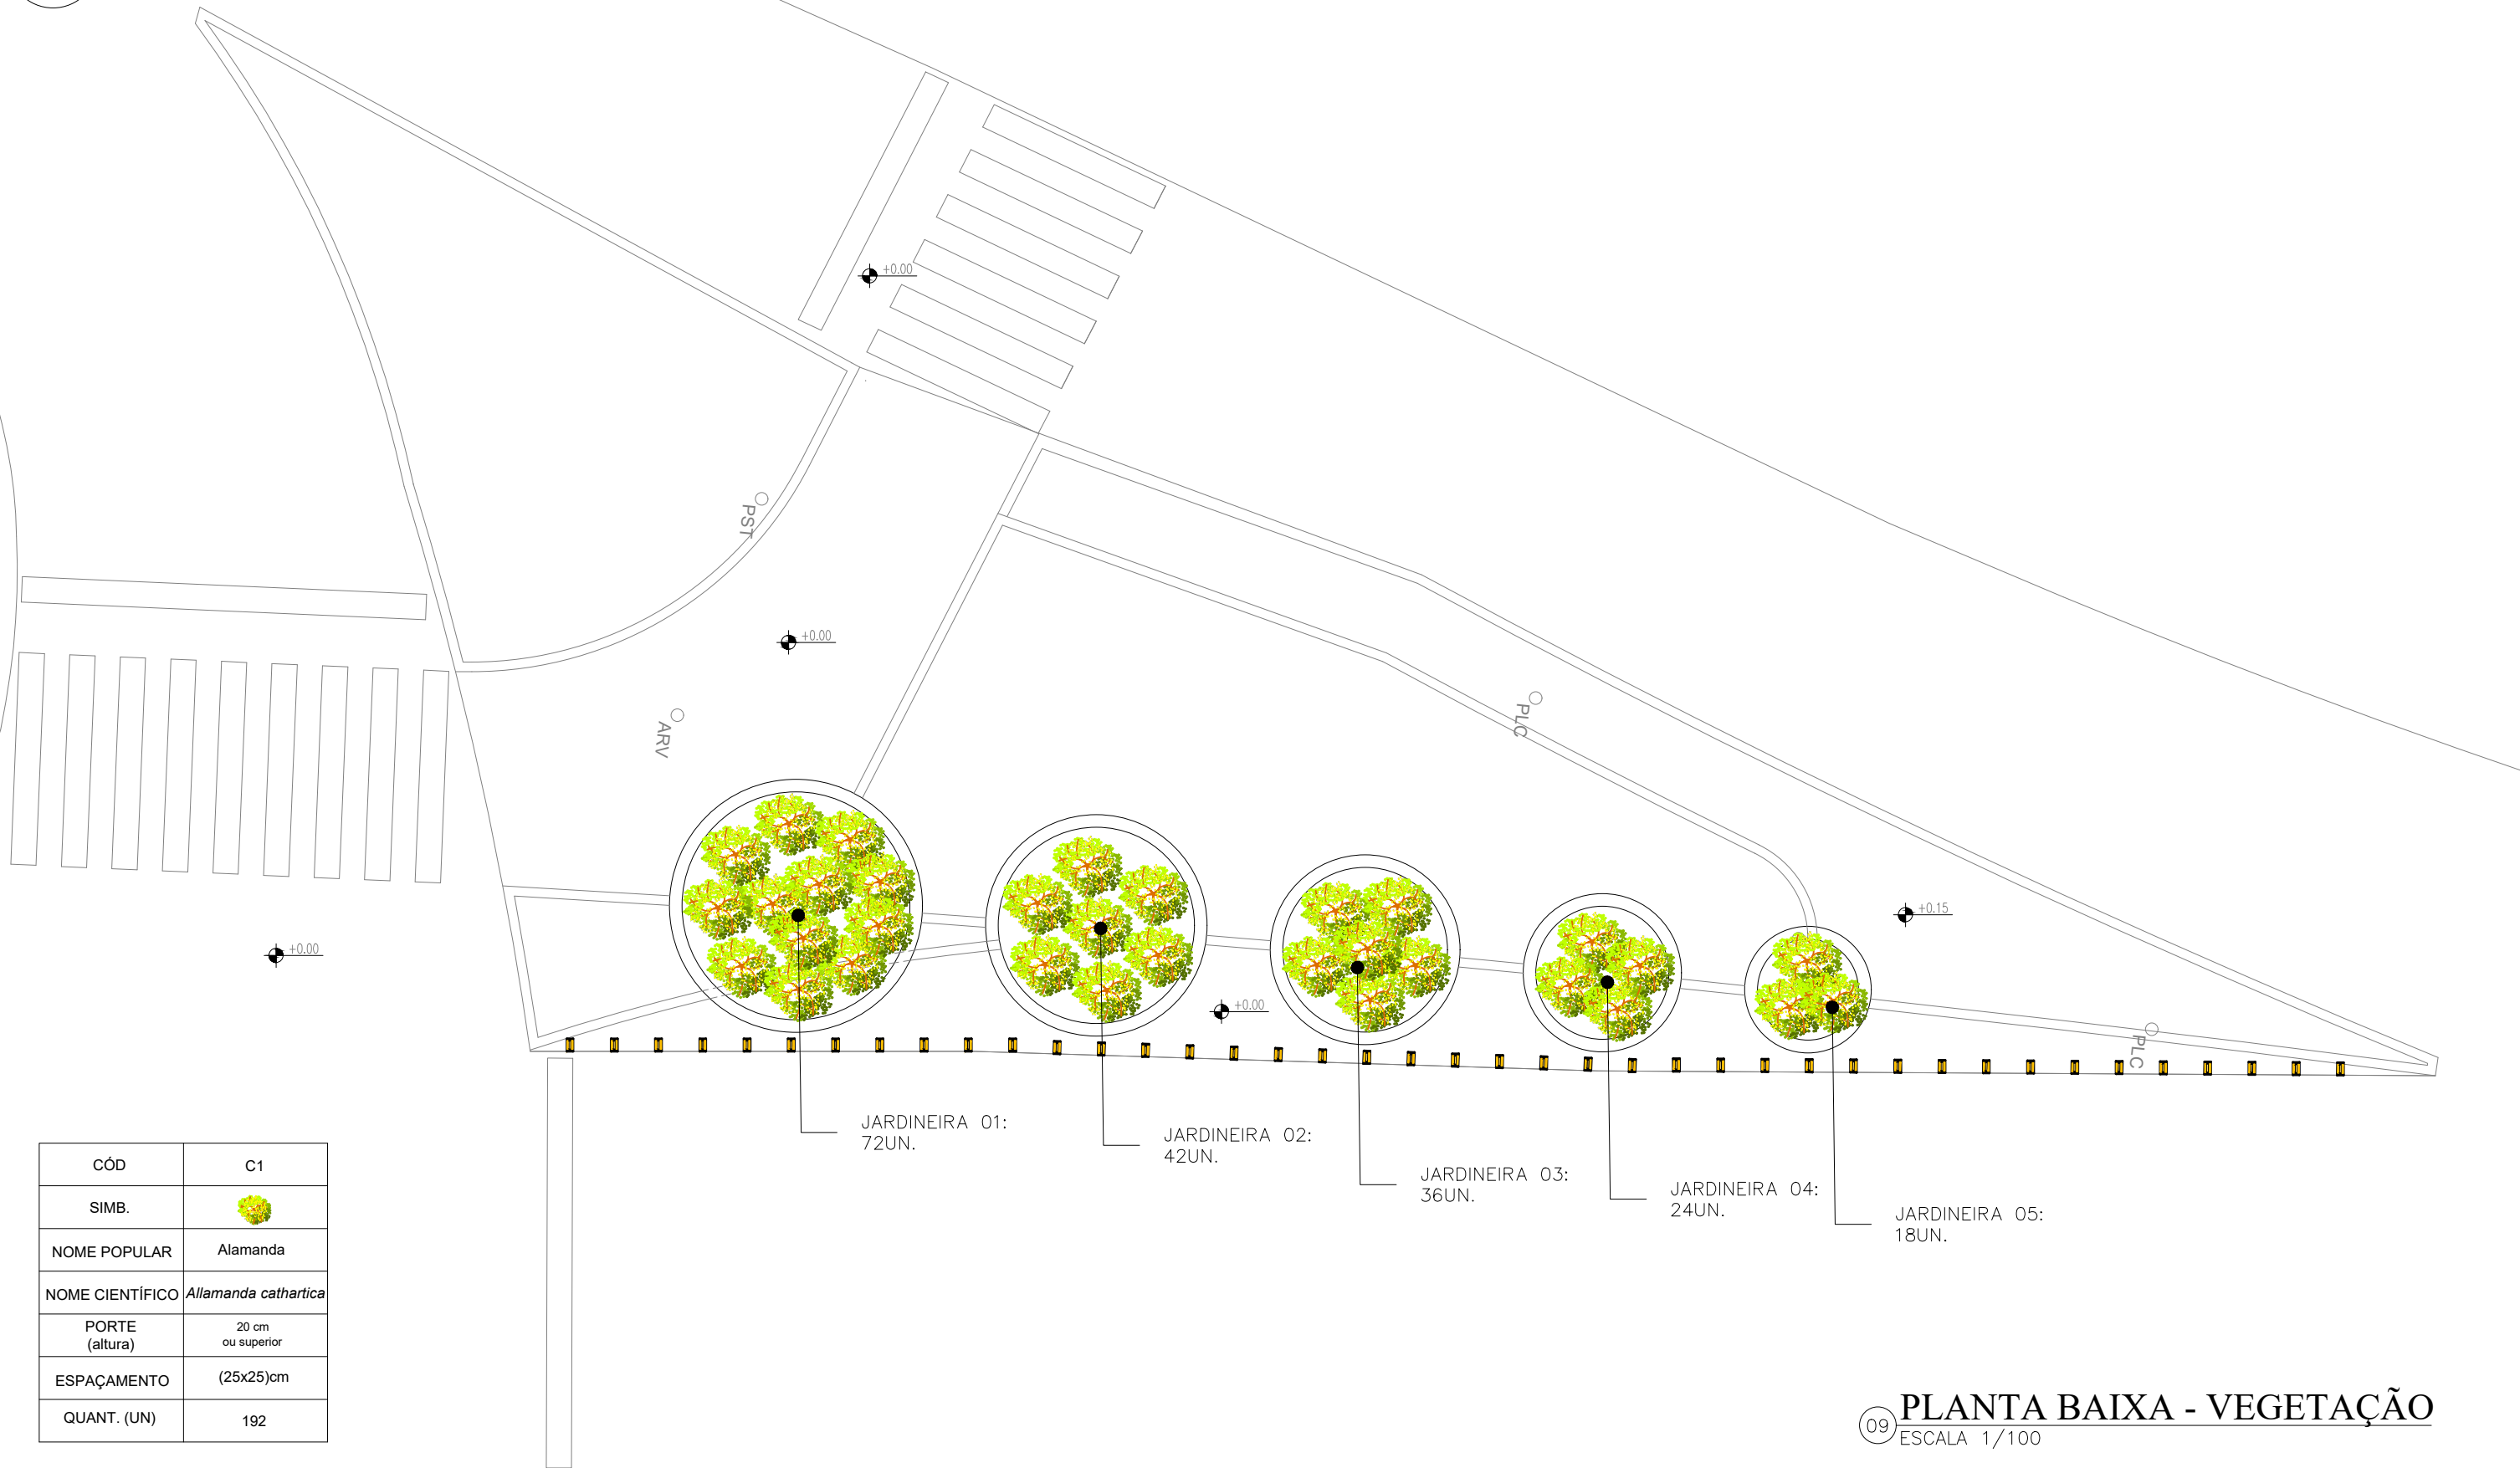 +0.00
PST
+0.00
PLC
ARV
+0.15
+0.00
+0.00
PLC
JARDINEIRA 01:
72UN.
JARDINEIRA 02:
42UN.
JARDINEIRA 03:
36UN.
JARDINEIRA 04:
24UN.
JARDINEIRA 05:
18UN.
CÓD C1
SIMB.
NOME POPULAR Alamanda
NOME CIENTÍFICO Allamanda cathartica
PORTE
(altura)
20 cm
ou superior
ESPAÇAMENTO (25x25)cm
QUANT. (UN) 192
09 PLANTA BAIXA - VEGETAÇÃO
ESCALA 1/100